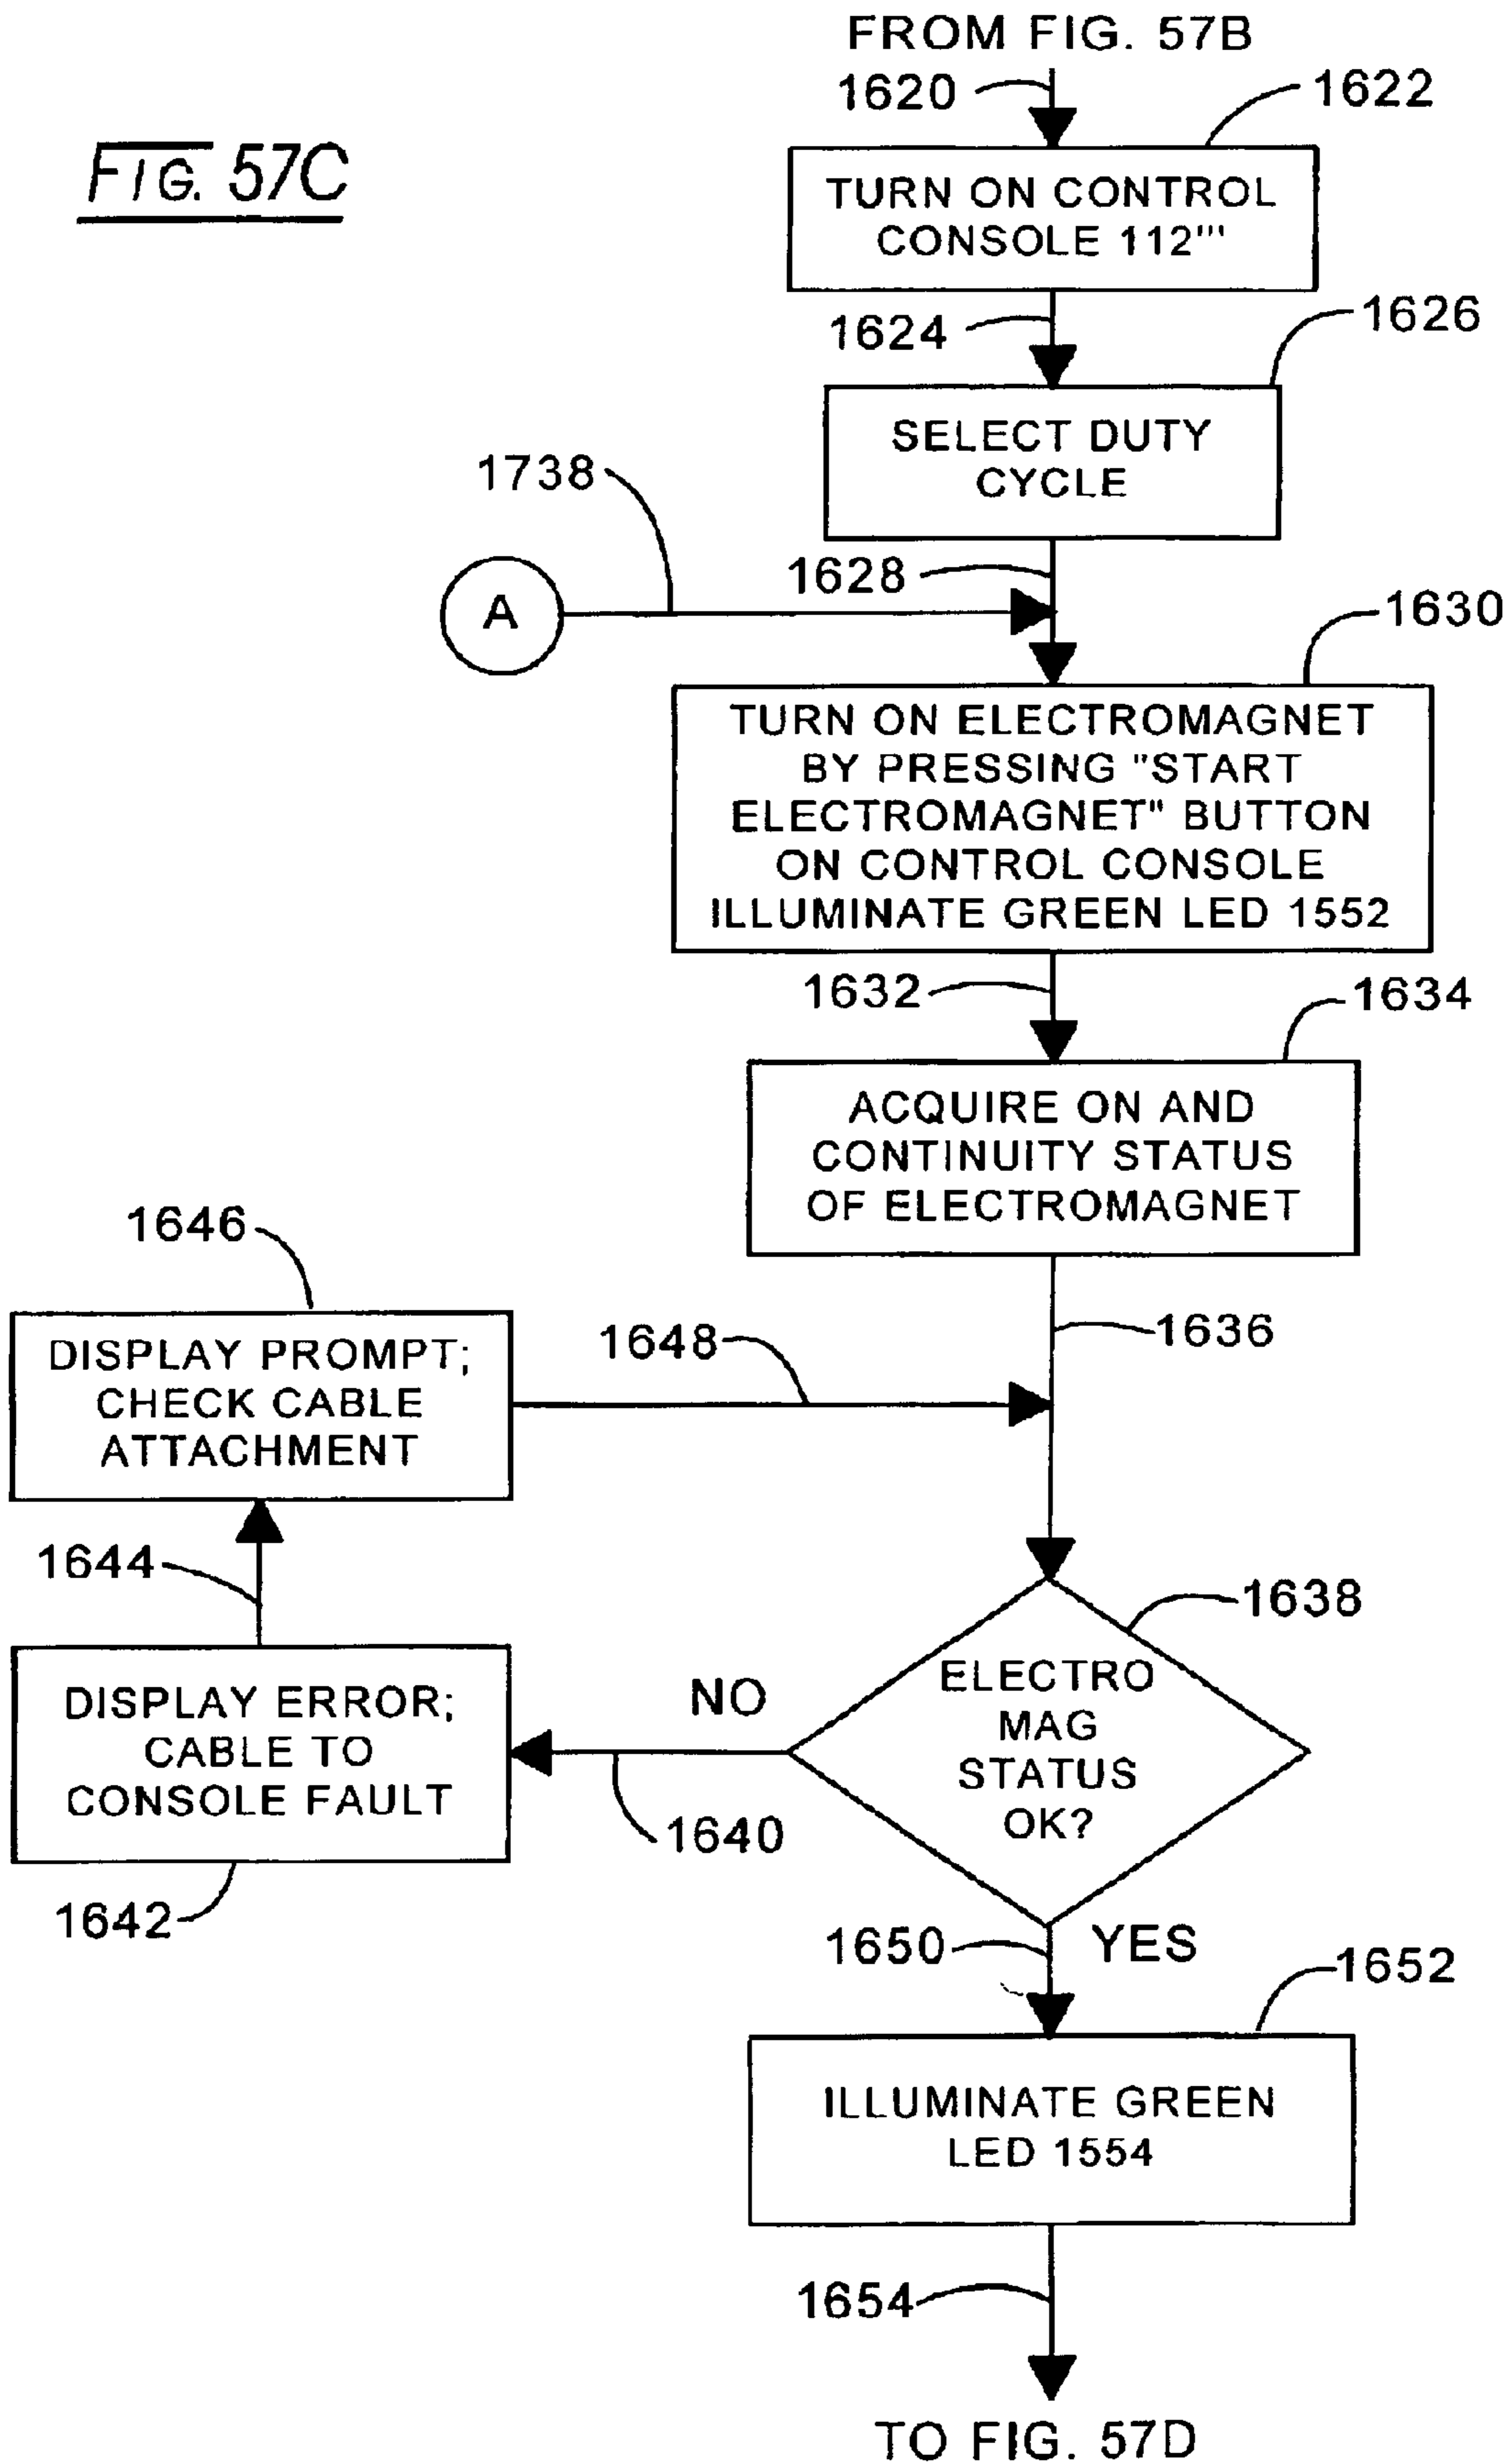 FROM FIG. 57B
1620
1622
FIG. 57C
TURN ON CONTROL
CONSOLE 112'''
1624
1626
SELECT DUTY
CYCLE
1738
1628
A
1630
TURN ON ELECTROMAGNET
BY PRESSING "START
ELECTROMAGNET" BUTTON
ON CONTROL CONSOLE
ILLUMINATE GREEN LED 1552
1632
1634
ACQUIRE ON AND
CONTINUITY STATUS
OF ELECTROMAGNET
1646
1636
1648
DISPLAY PROMPT;
CHECK CABLE
ATTACHMENT
1644
1638
ELECTRO
MAG
STATUS
OK?
NO
DISPLAY ERROR;
CABLE TO
CONSOLE FAULT
1640
1642
1650
YES
1652
ILLUMINATE GREEN
LED 1554
1654
TO FIG. 57D